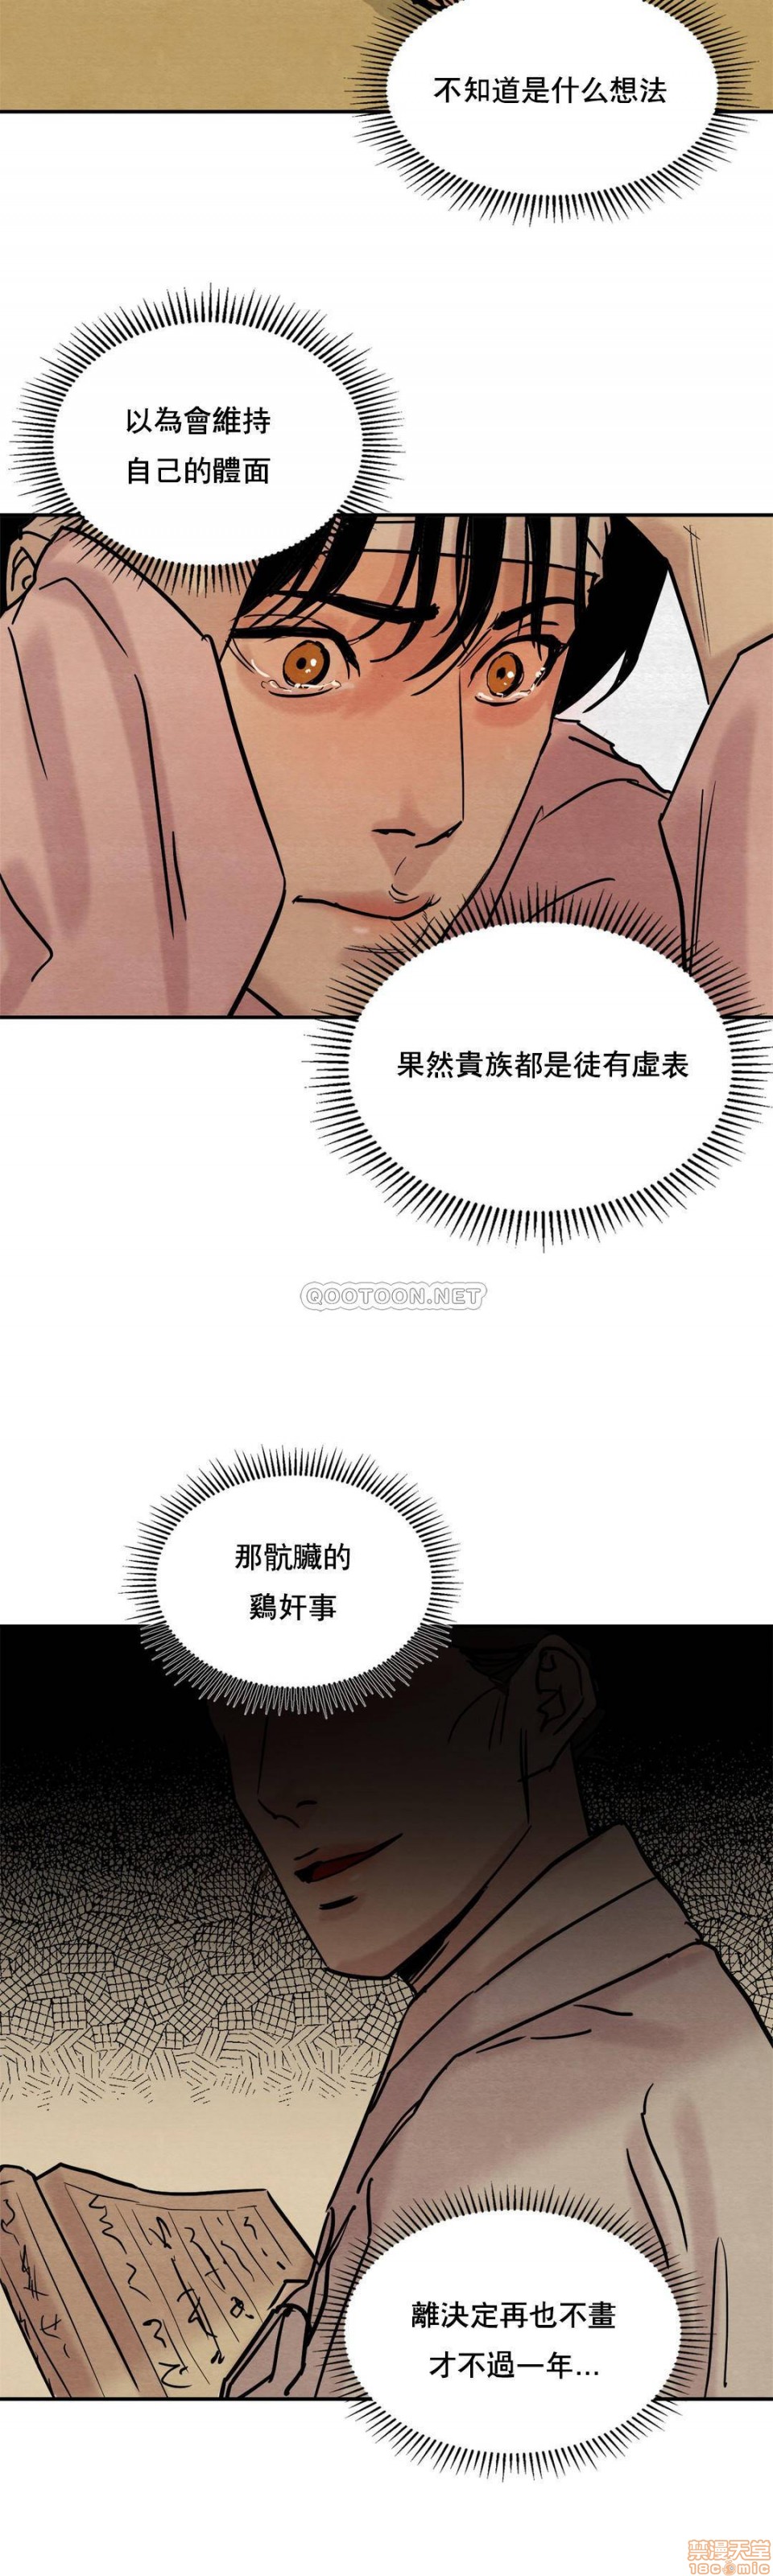 不知道是什么想法
以為會維持
自己的體面
果然貴族都是徒有虛表
QOOTOON.NET
那骯臟的
鷄奸事
離決定再也不畫
才不過一年...
禁漫天堂
18comic